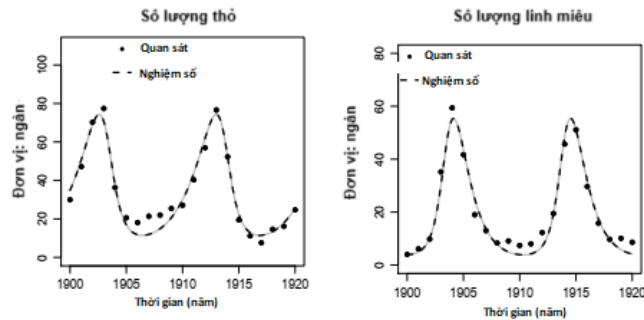 Số lượng thỏ
Quan sát
Nghiệm số
Đơn vị: ngàn
100
80
60
40
20
0
1900 1905 1910 1915 1920
Thời gian (năm)
Số lượng linh miêu
Quan sát
Nghiệm số
Đơn vị: ngàn
80
60
40
20
0
1900 1905 1910 1915 1920
Thời gian (năm)